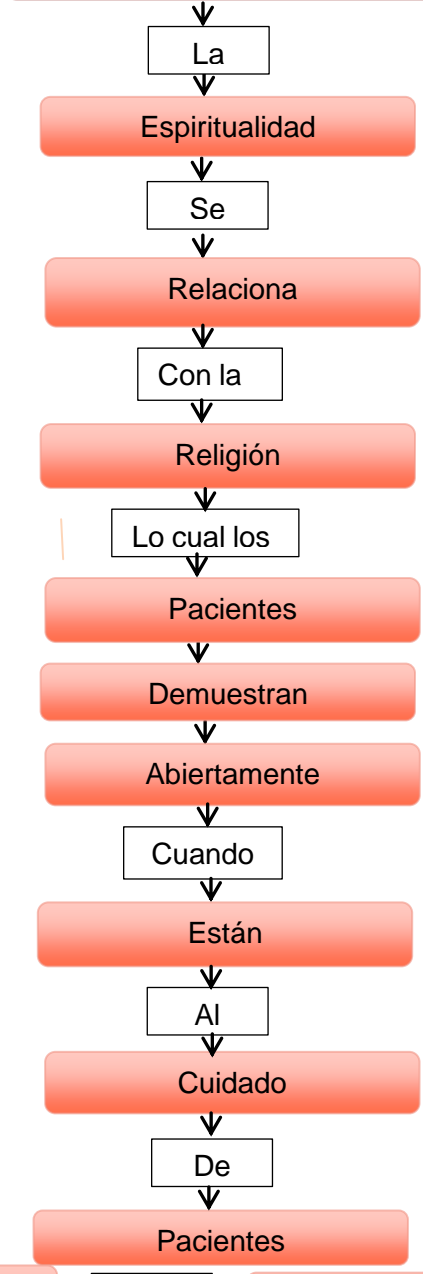 La
Espiritualidad
Se
Relaciona
Con la
Religión
Lo cual los
Pacientes
Demuestran
Abiertamente
Cuando
Están
Al
Cuidado
De
Pacientes